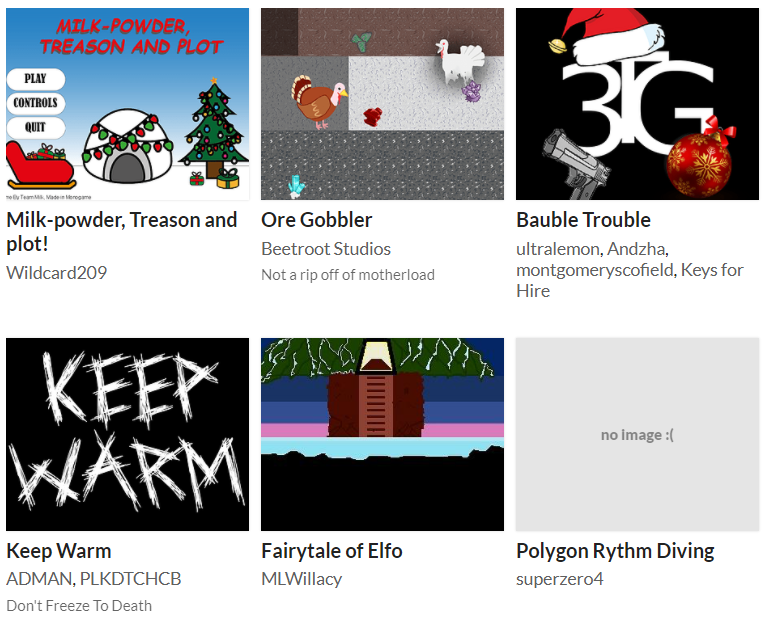 MILK-POWDER,
TREASON AND PLOT
PLAY
CONTROLS
QUIT
me By Team Milk, Made in Monogame
Milk-powder, Treason and
plot!
Wildcard209
Ore Gobbler
Beetroot Studios
Not a rip off of motherload
3TG
Bauble Trouble
ultralemon, Andzha,
montgomeryscofield, Keys for
Hire
KEEP
WARM
Keep Warm
ADMAN, PLKDTCHCB
Don't Freeze To Death
Fairytale of Elfo
MLWillacy
no image :(
Polygon Rythm Diving
superzero4